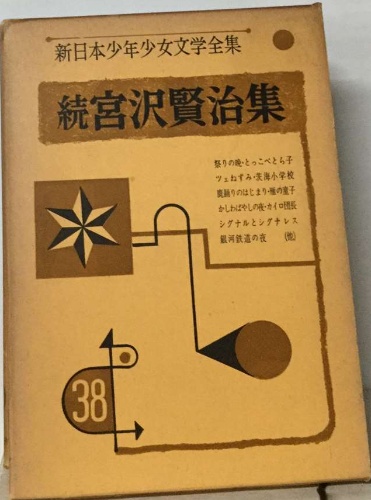 新日本少年少女文学全集
続宮沢賢治集
祭りの晩・とっこべとら子
ツェねずみ・茨海小学校
鹿踊りのはじまり・雁の童子
かしわばやしの夜・カイロ団長
シグナルとシグナレス
銀河鉄道の夜 (他)
38